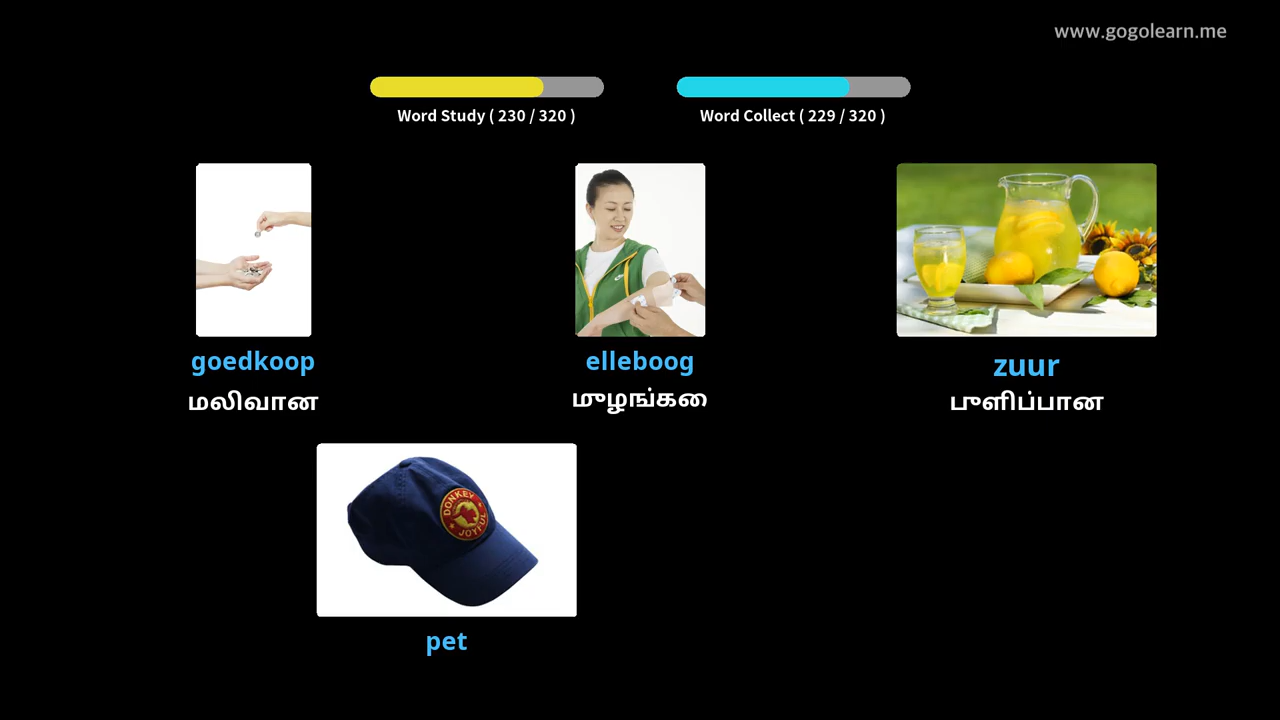 www.gogolearn.me
Word Study ( 230 / 320 )
Word Collect ( 229 / 320 )
goedkoop
மலிவான
elleboog
முழங்கை
zuur
புளிப்பான
DONKEY
JOYFUL
pet